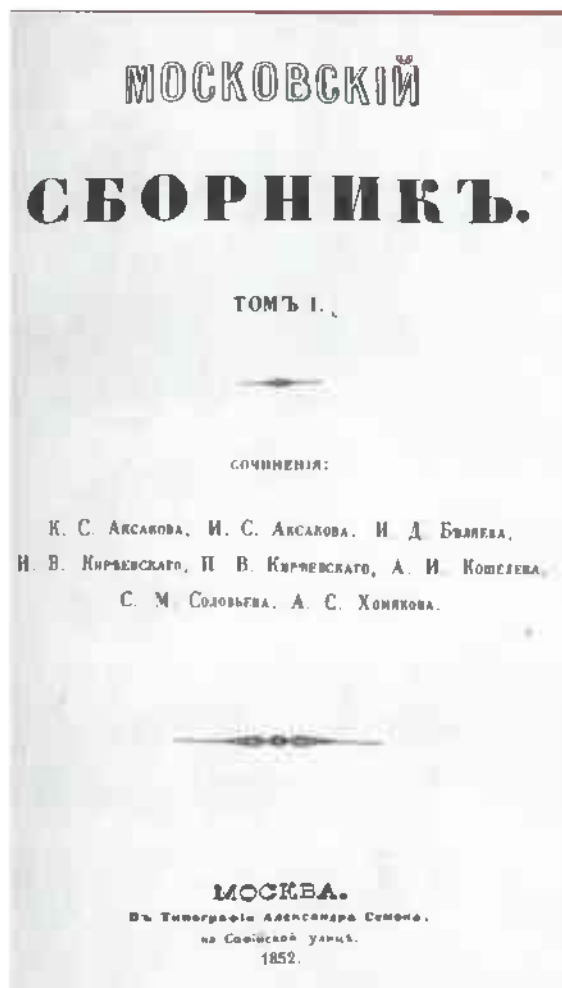 МОСКОВСКІЙ
СБОРНИКЪ.
ТОМЪ I.
СОЧИНЕНІЯ:
К. С. Аксакова, И. С. Аксакова, И. Д. Бѣляева,
И. В. Кирѣевскаго, П. В. Кирѣевскаго, А. И. Кошелева,
С. М. Соловьева, А. С. Хомякова.
МОСКВА.
Въ Типографіи Александра Семена,
на Софійской улицѣ.
1852.